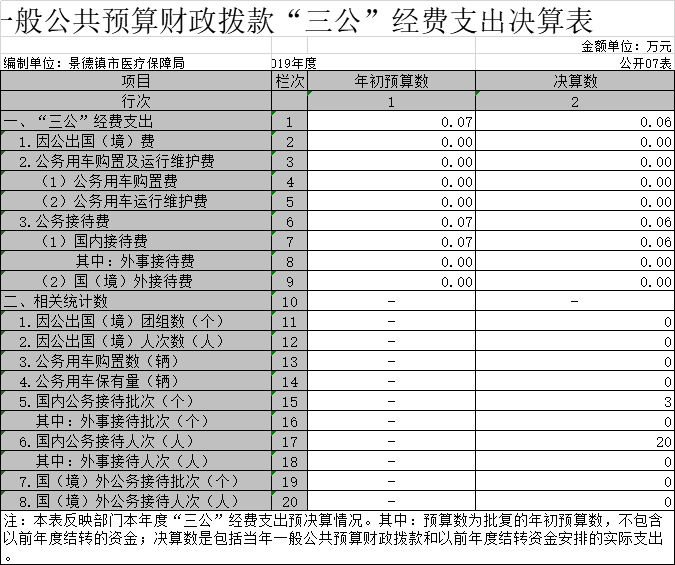 一般公共预算财政拨款“三公”经费支出决算表
金额单位：万元
编制单位：景德镇市医疗保障局 019年度 公开07表
项目 栏次 年初预算数 决算数
行次 1 2
一、“三公”经费支出 1 0.07 0.06
1.因公出国（境）费 2 0.00 0.00
2.公务用车购置及运行维护费 3 0.00 0.00
（1）公务用车购置费 4 0.00 0.00
（2）公务用车运行维护费 5 0.00 0.00
3.公务接待费 6 0.07 0.06
（1）国内接待费 7 0.07 0.06
其中：外事接待费 8 0.00 0.00
（2）国（境）外接待费 9 0.00 0.00
二、相关统计数 10 — —
1.因公出国（境）团组数（个） 11 — 0
2.因公出国（境）人次数（人） 12 — 0
3.公务用车购置数（辆） 13 — 0
4.公务用车保有量（辆） 14 — 0
5.国内公务接待批次（个） 15 — 3
其中：外事接待批次（个） 16 — 0
6.国内公务接待人次（人） 17 — 20
其中：外事接待人次（人） 18 — 0
7.国（境）外公务接待批次（个） 19 — 0
8.国（境）外公务接待人次（人） 20 — 0
注：本表反映部门本年度“三公”经费支出预决算情况。其中：预算数为批复的年初预算数，不包含
以前年度结转的资金；决算数是包括当年一般公共预算财政拨款和以前年度结转资金安排的实际支出
。